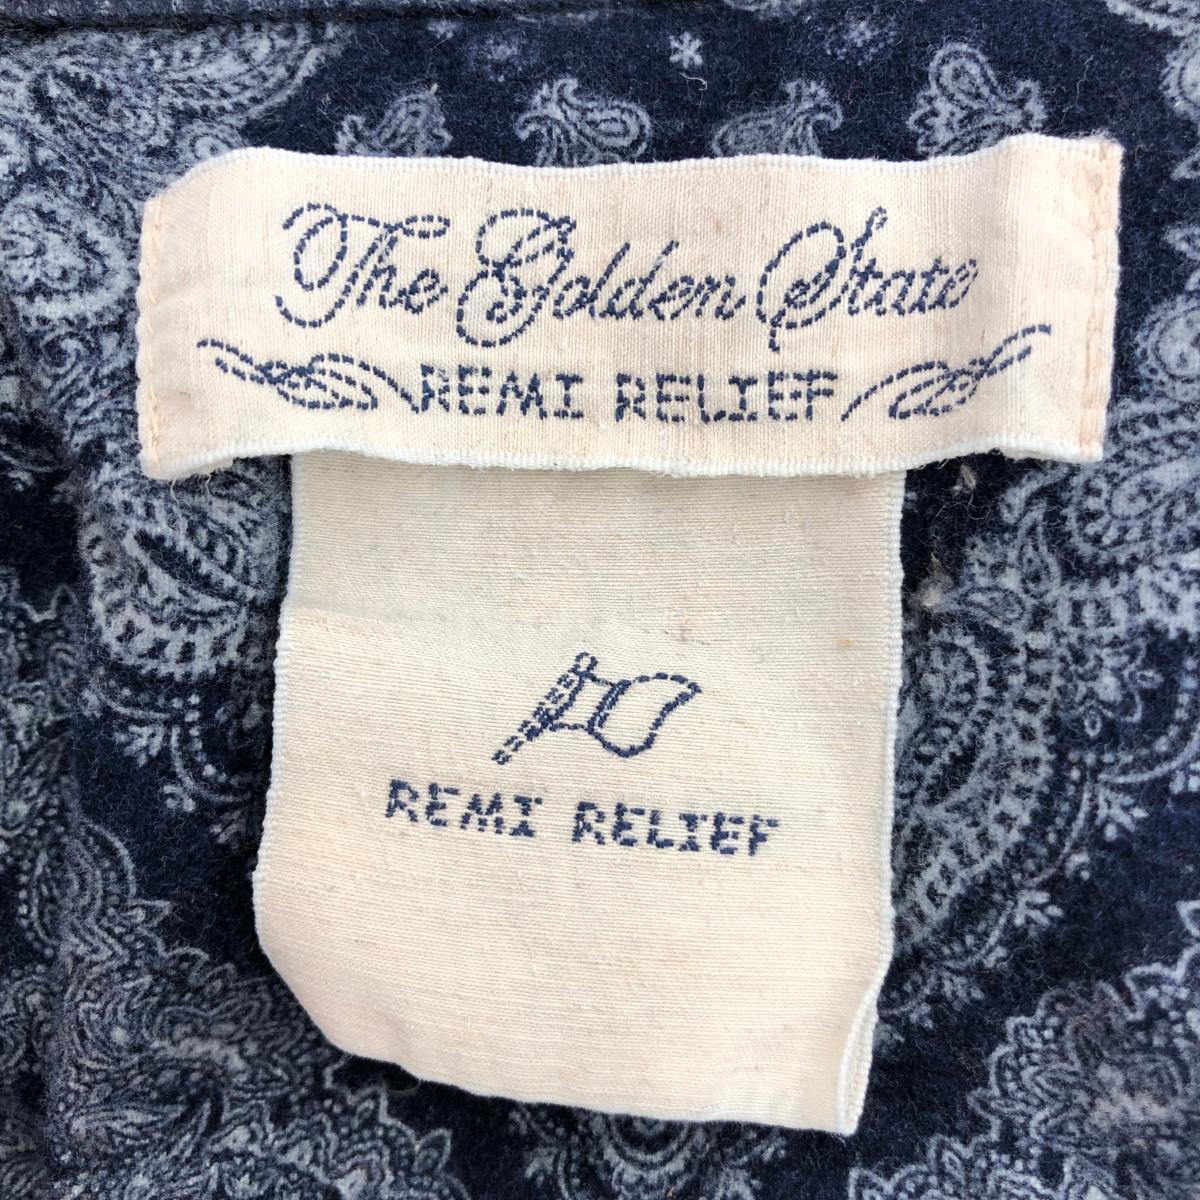 The Golden State
REMI RELIEF
REMI RELIEF